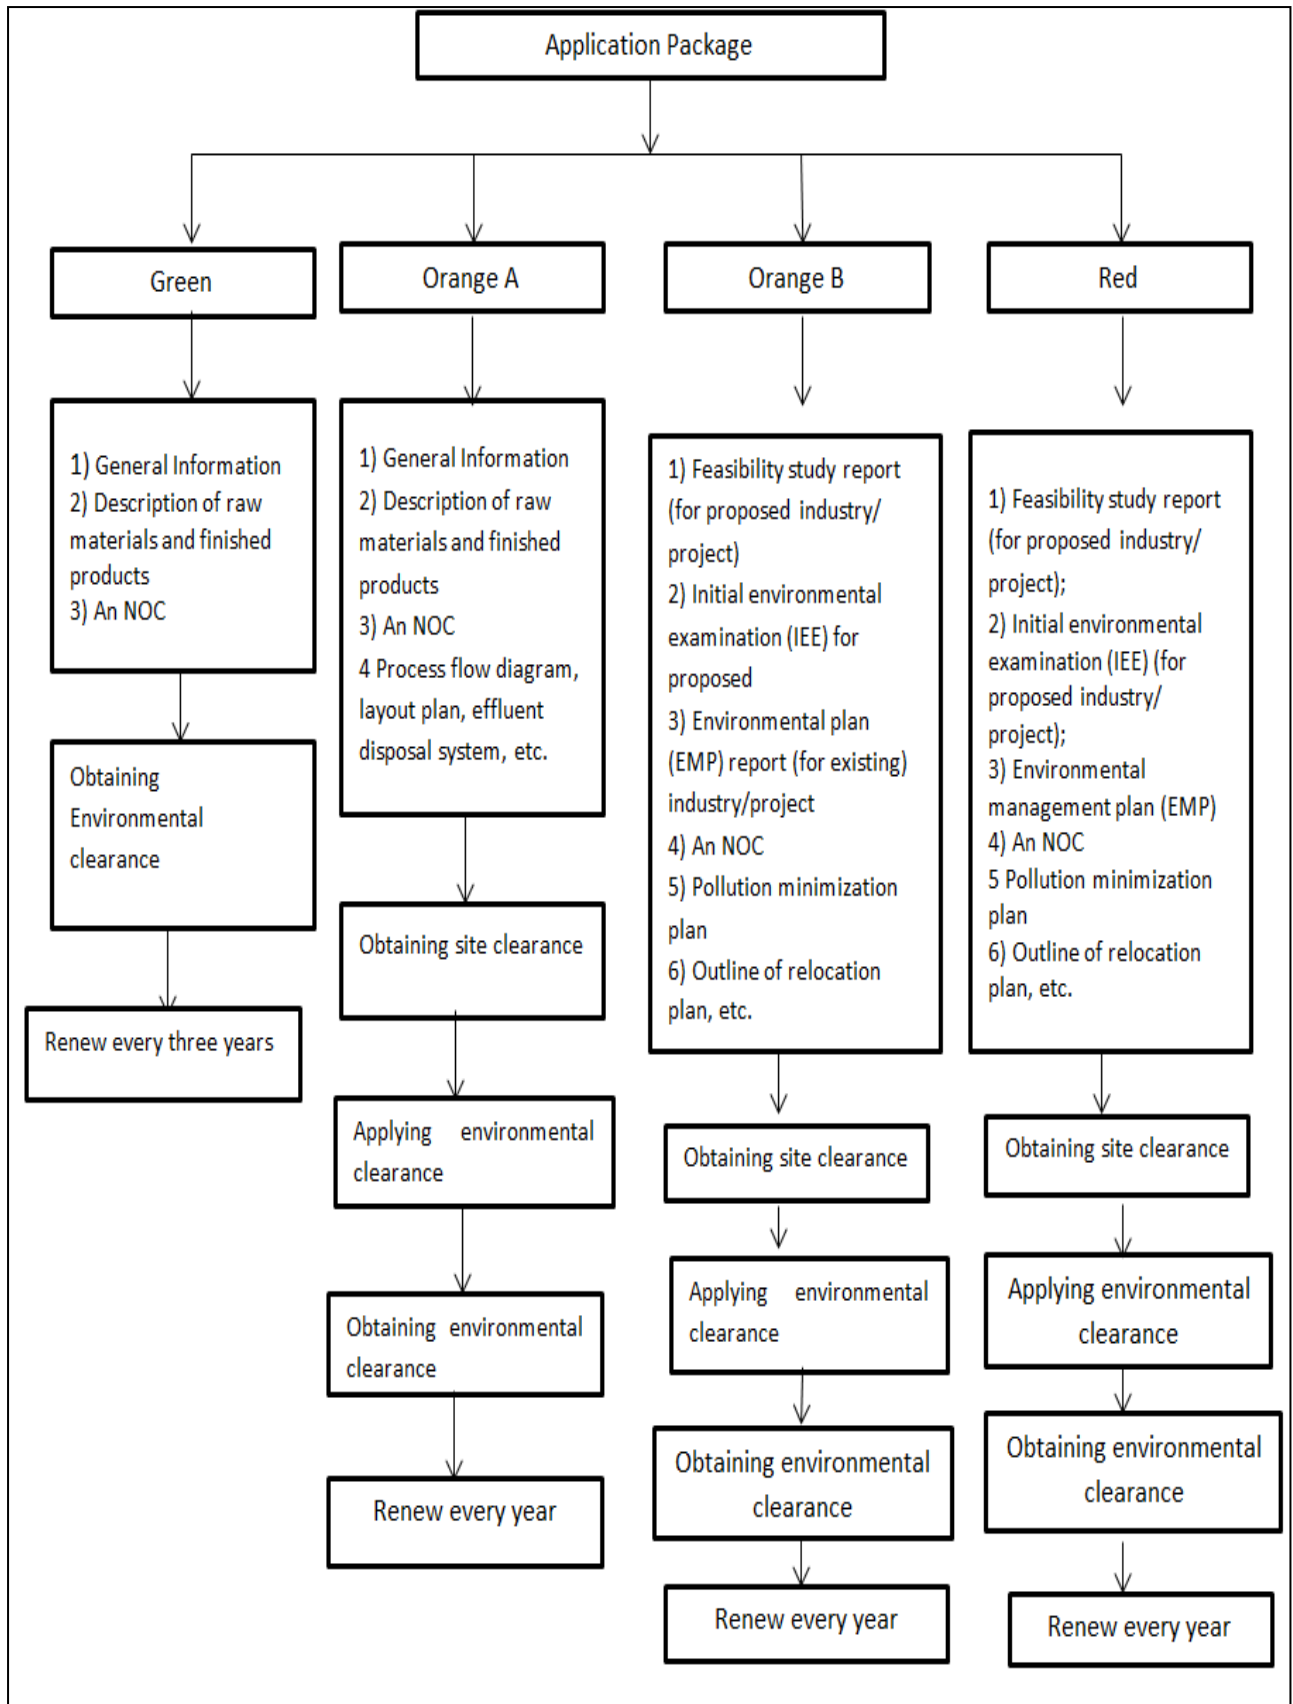 Application Package
Green
Orange A
Orange B
Red
1) General Information
2) Description of raw
materials and finished
products
3) An NOC
Obtaining
Environmental
clearance
Renew every three years
1) General Information
2) Description of raw
materials and finished
products
3) An NOC
4 Process flow diagram,
layout plan, effluent
disposal system, etc.
Obtaining site clearance
Applying environmental
clearance
Obtaining environmental
clearance
Renew every year
1) Feasibility study report
(for proposed industry/
project)
2) Initial environmental
examination (IEE) for
proposed
3) Environmental plan
(EMP) report (for existing)
industry/project
4) An NOC
5) Pollution minimization
plan
6) Outline of relocation
plan, etc.
Obtaining site clearance
Applying environmental
clearance
Obtaining environmental
clearance
Renew every year
1) Feasibility study report
(for proposed industry/
project);
2) Initial environmental
examination (IEE) (for
proposed industry/
project);
3) Environmental
management plan (EMP)
4) An NOC
5 Pollution minimization
plan
6) Outline of relocation
plan, etc.
Obtaining site clearance
Applying environmental
clearance
Obtaining environmental
clearance
Renew every year